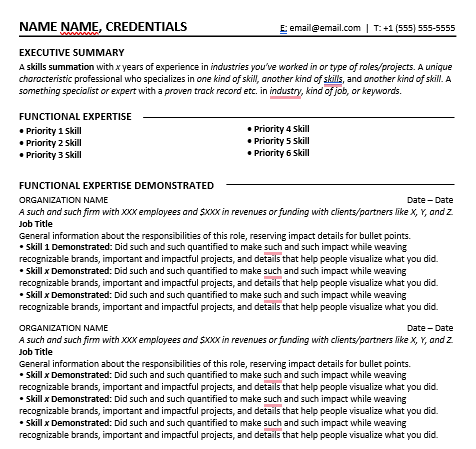 NAME NAME, CREDENTIALS E: email@email.com | T: +1 (555) 555-5555
EXECUTIVE SUMMARY
A skills summation with x years of experience in industries you've worked in or type of roles/projects. A unique
characteristic professional who specializes in one kind of skill, another kind of skills, and another kind of skill. A
something specialist or expert with a proven track record etc. in industry, kind of job, or keywords.
FUNCTIONAL EXPERTISE
• Priority 1 Skill
• Priority 2 Skill
• Priority 3 Skill
• Priority 4 Skill
• Priority 5 Skill
• Priority 6 Skill
FUNCTIONAL EXPERTISE DEMONSTRATED
ORGANIZATION NAME Date – Date
A such and such firm with XXX employees and $XXX in revenues or funding with clients/partners like X, Y, and Z.
Job Title
General information about the responsibilities of this role, reserving impact details for bullet points.
• Skill 1 Demonstrated: Did such and such quantified to make such and such impact while weaving
recognizable brands, important and impactful projects, and details that help people visualize what you did.
• Skill x Demonstrated: Did such and such quantified to make such and such impact while weaving
recognizable brands, important and impactful projects, and details that help people visualize what you did.
• Skill x Demonstrated: Did such and such quantified to make such and such impact while weaving
recognizable brands, important and impactful projects, and details that help people visualize what you did.
ORGANIZATION NAME Date – Date
A such and such firm with XXX employees and $XXX in revenues or funding with clients/partners like X, Y, and Z.
Job Title
General information about the responsibilities of this role, reserving impact details for bullet points.
• Skill x Demonstrated: Did such and such quantified to make such and such impact while weaving
recognizable brands, important and impactful projects, and details that help people visualize what you did.
• Skill x Demonstrated: Did such and such quantified to make such and such impact while weaving
recognizable brands, important and impactful projects, and details that help people visualize what you did.
• Skill x Demonstrated: Did such and such quantified to make such and such impact while weaving
recognizable brands, important and impactful projects, and details that help people visualize what you did.